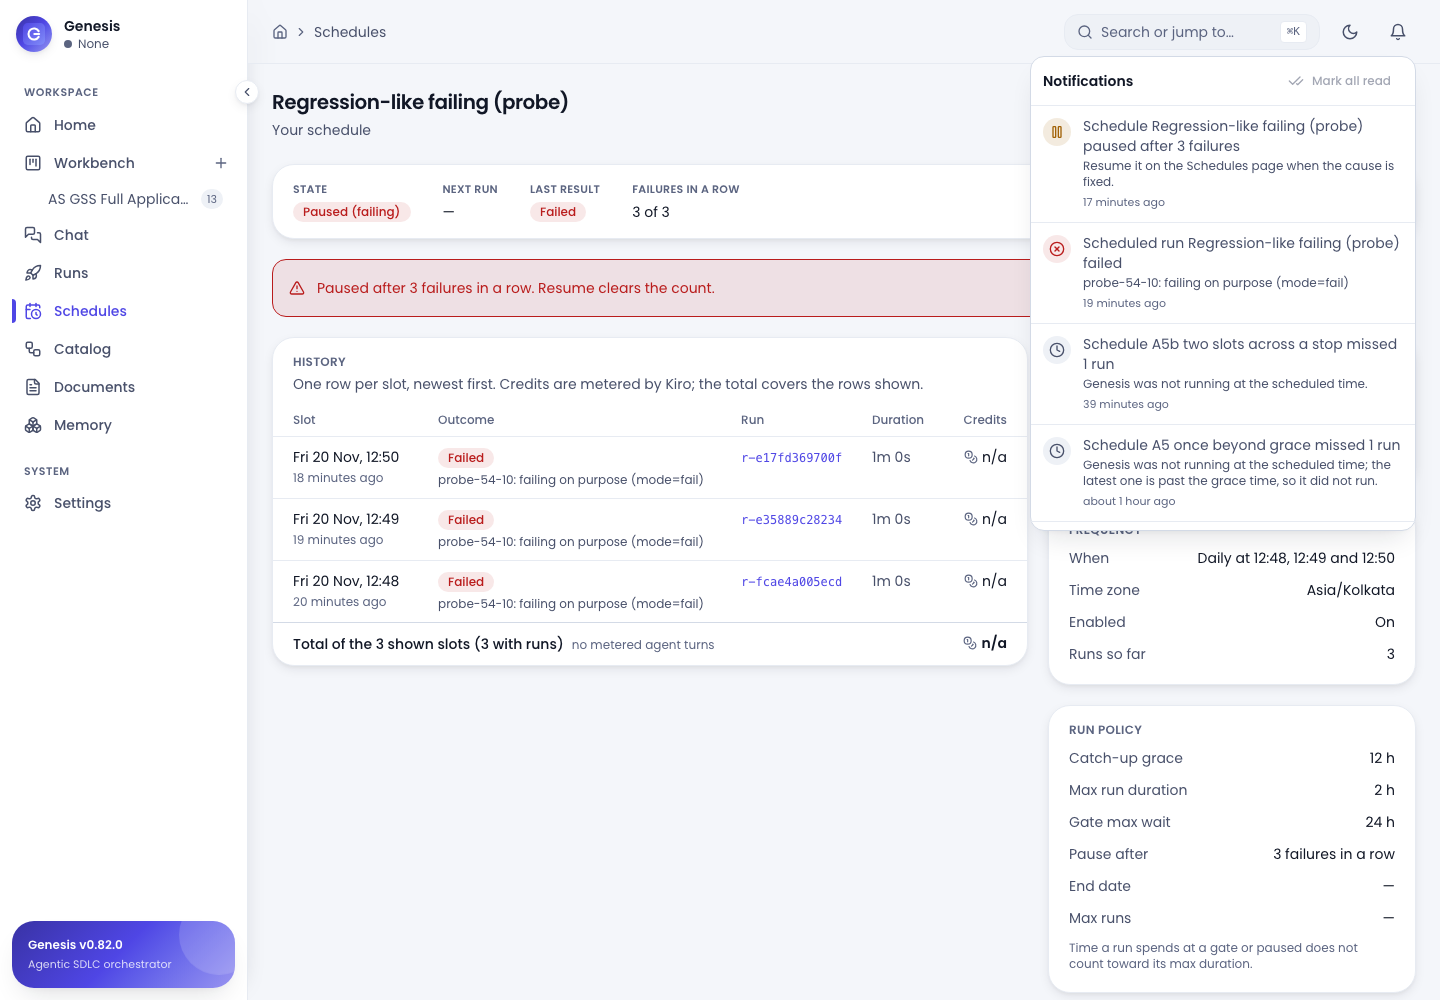 Genesis
None
WORKSPACE
Home
Workbench
AS GSS Full Applica... 13
Chat
Runs
Schedules
Catalog
Documents
Memory
SYSTEM
Settings
Genesis v0.82.0
Agentic SDLC orchestrator
Schedules
Search or jump to... ⌘K
Regression-like failing (probe)
Your schedule
STATE NEXT RUN LAST RESULT FAILURES IN A ROW
Paused (failing) — Failed 3 of 3
Paused after 3 failures in a row. Resume clears the count.
HISTORY
One row per slot, newest first. Credits are metered by Kiro; the total covers the rows shown.
Slot Outcome Run Duration Credits
Fri 20 Nov, 12:50 Failed r-e17fd369700f 1m 0s n/a
18 minutes ago probe-54-10: failing on purpose (mode=fail)
Fri 20 Nov, 12:49 Failed r-e35889c28234 1m 0s n/a
19 minutes ago probe-54-10: failing on purpose (mode=fail)
Fri 20 Nov, 12:48 Failed r-fcae4a005ecd 1m 0s n/a
20 minutes ago probe-54-10: failing on purpose (mode=fail)
Total of the 3 shown slots (3 with runs) no metered agent turns n/a
Notifications Mark all read
Schedule Regression-like failing (probe)
paused after 3 failures
Resume it on the Schedules page when the cause is
fixed.
17 minutes ago
Scheduled run Regression-like failing (probe)
failed
probe-54-10: failing on purpose (mode=fail)
19 minutes ago
Schedule A5b two slots across a stop missed
1 run
Genesis was not running at the scheduled time.
39 minutes ago
Schedule A5 once beyond grace missed 1 run
Genesis was not running at the scheduled time; the
latest one is past the grace time, so it did not run.
about 1 hour ago
FREQUENCY
When Daily at 12:48, 12:49 and 12:50
Time zone Asia/Kolkata
Enabled On
Runs so far 3
RUN POLICY
Catch-up grace 12 h
Max run duration 2 h
Gate max wait 24 h
Pause after 3 failures in a row
End date —
Max runs —
Time a run spends at a gate or paused does not
count toward its max duration.